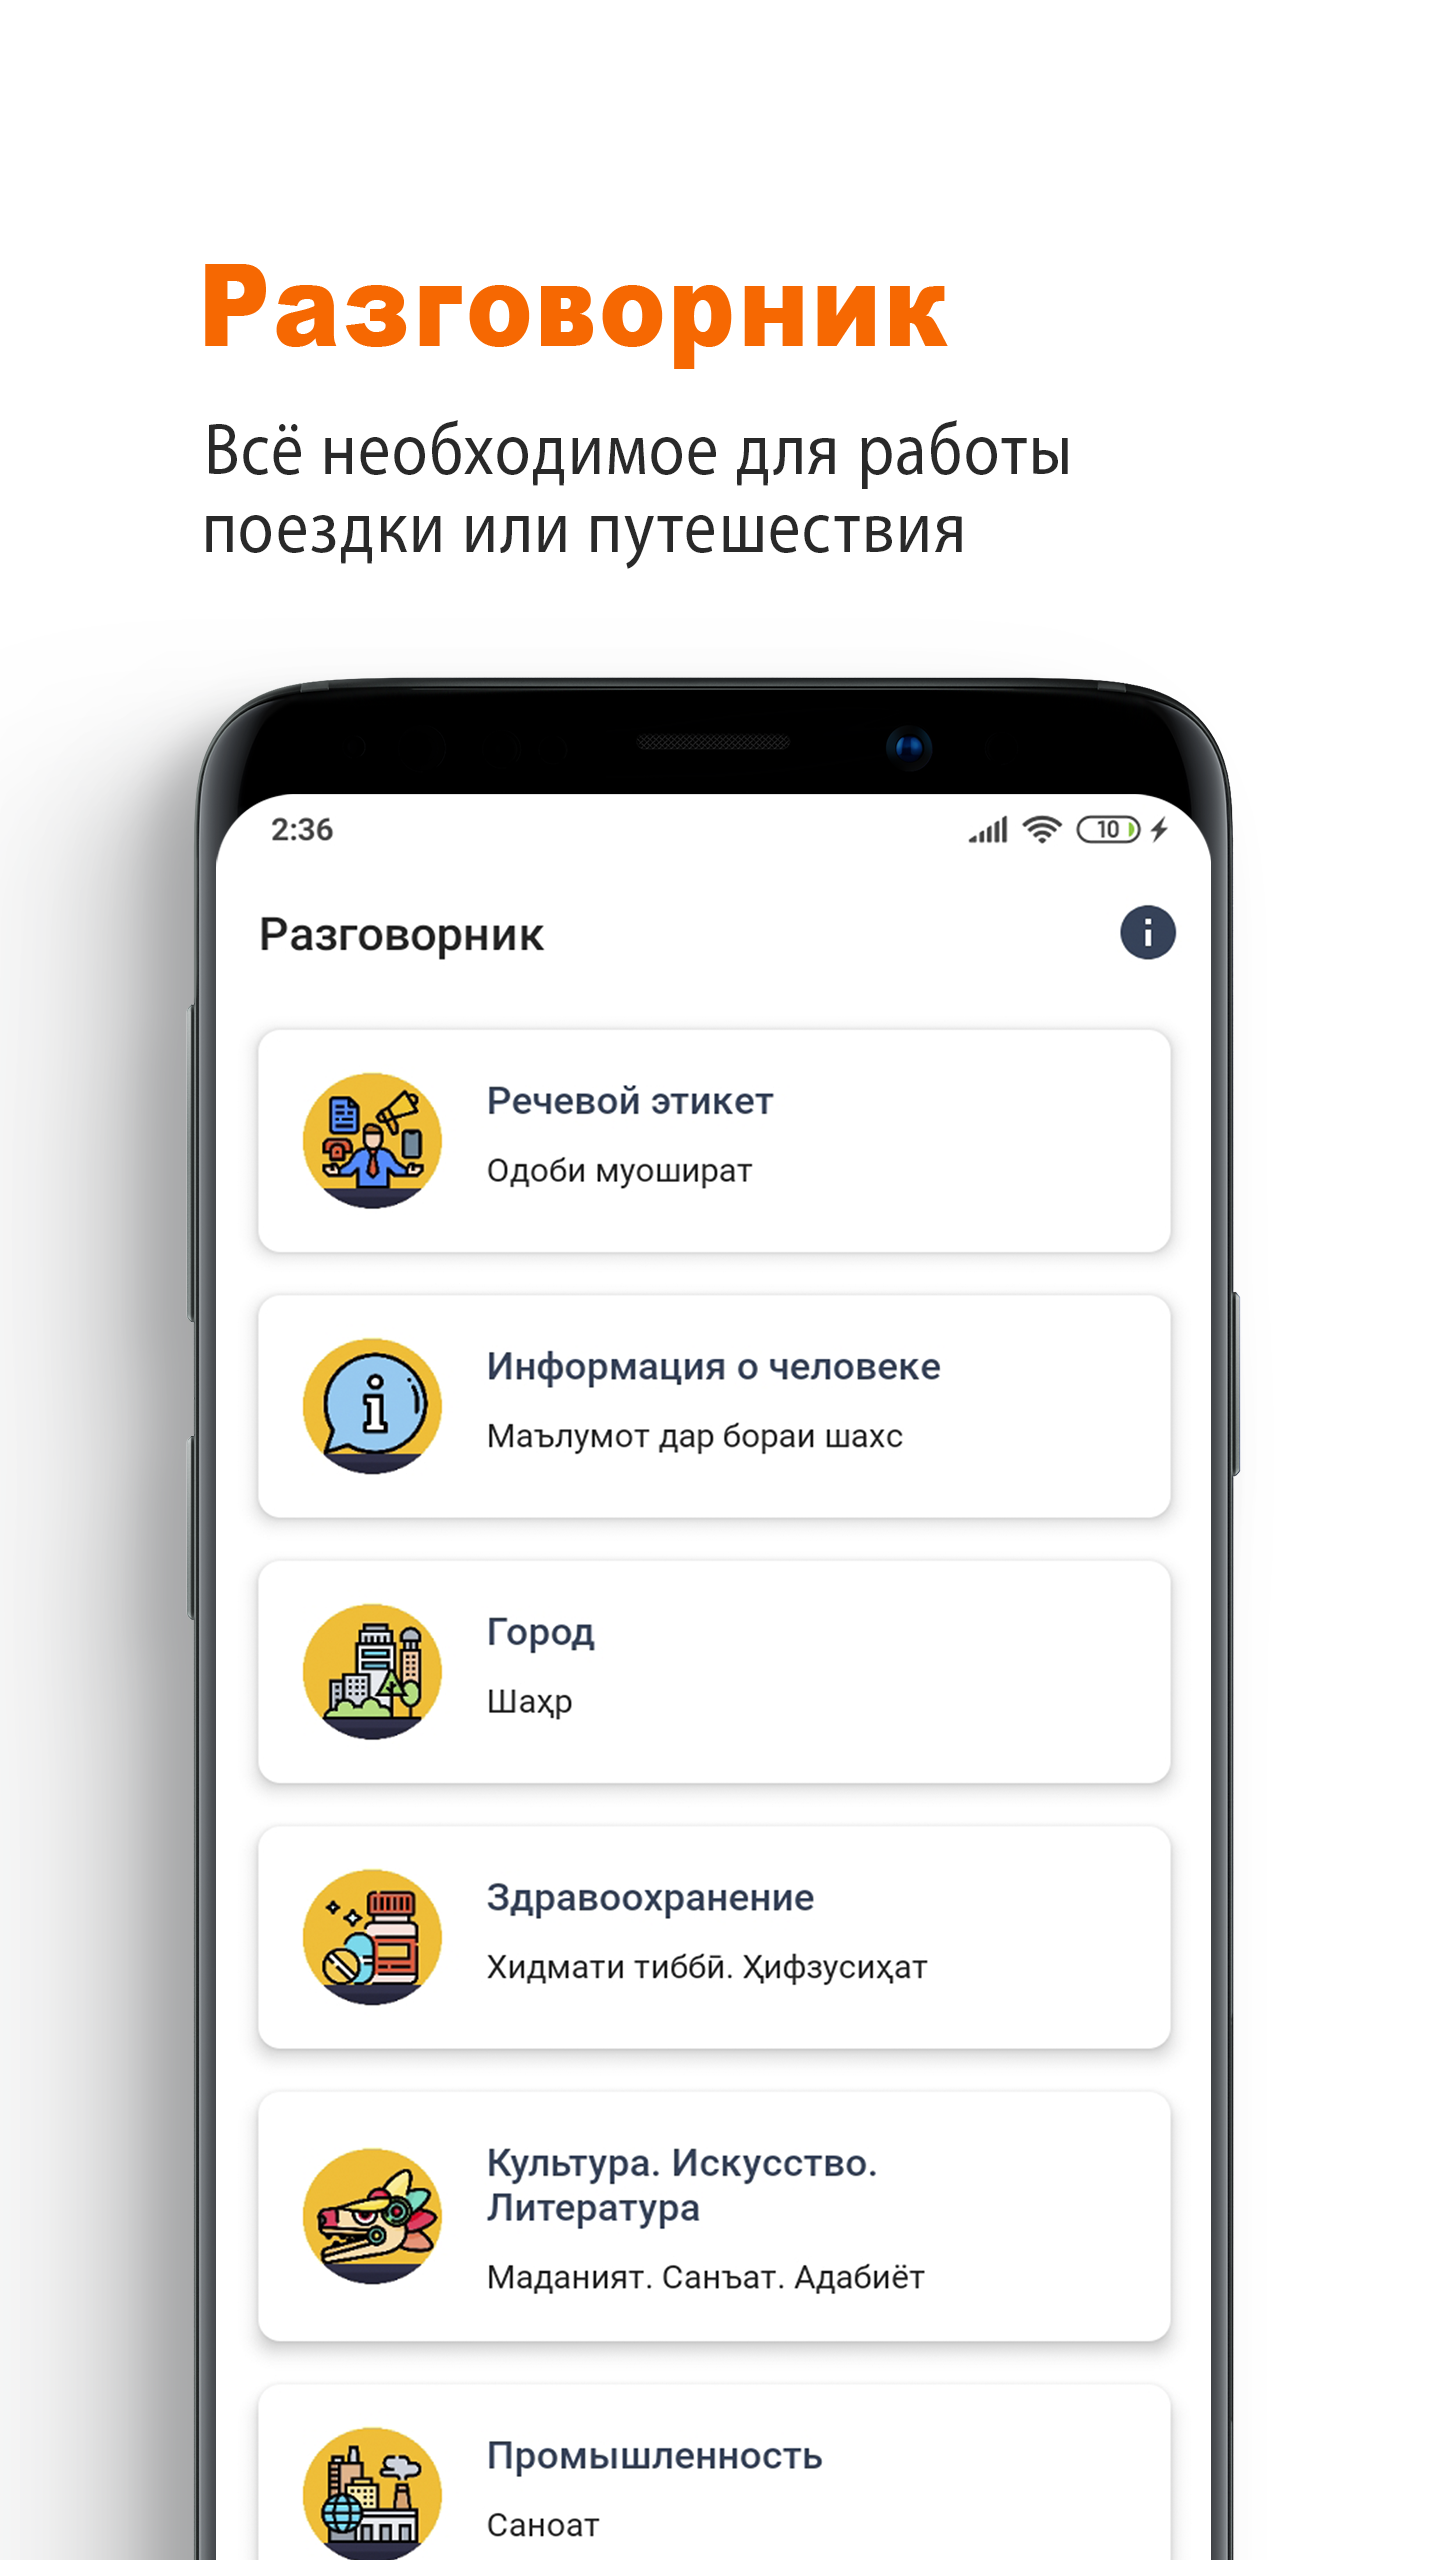 Разговорник
Всё необходимое для работы
поездки или путешествия
2:36
10
Разговорник
Речевой этикет
Одоби муошират
Информация о человеке
Маълумот дар бораи шахс
Город
Шаҳр
Здравоохранение
Хидмати тиббӣ. Ҳифзусиҳат
Культура. Искусство.
Литература
Маданият. Санъат. Адабиёт
Промышленность
Саноат